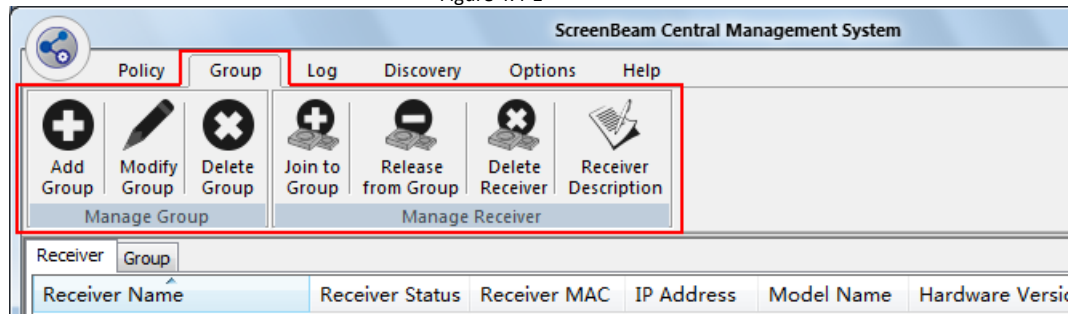 ScreenBeam Central Management System
Policy Group Log Discovery Options Help
Add Group Modify Group Delete Group Join to Group Release from Group Delete Receiver Receiver Description
Manage Group Manage Receiver
Receiver Group
Receiver Name Receiver Status Receiver MAC IP Address Model Name Hardware Versi